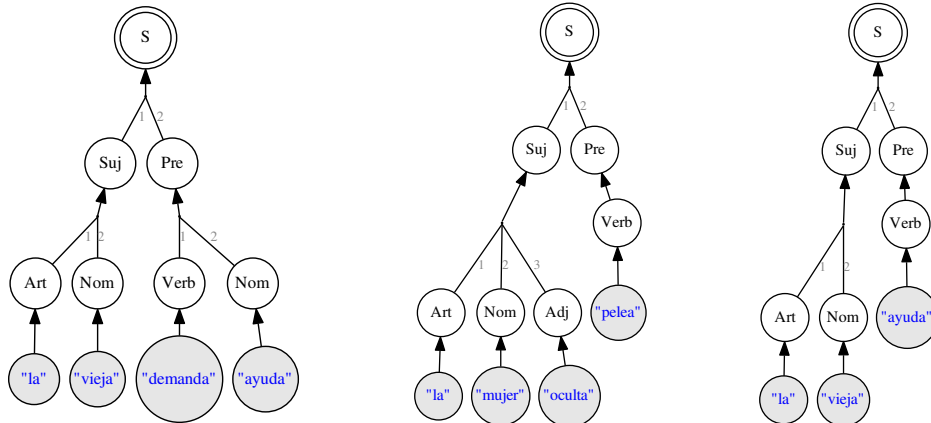 S
1 2
Suj Pre
1 2 1 2
Art Nom Verb Nom
"la" "vieja" "demanda" "ayuda"
S
1 2
Suj Pre
Verb
1 2 3
Art Nom Adj "pelea"
"la" "mujer" "oculta"
S
1 2
Suj Pre
Verb
1 2
Art Nom "ayuda"
"la" "vieja"